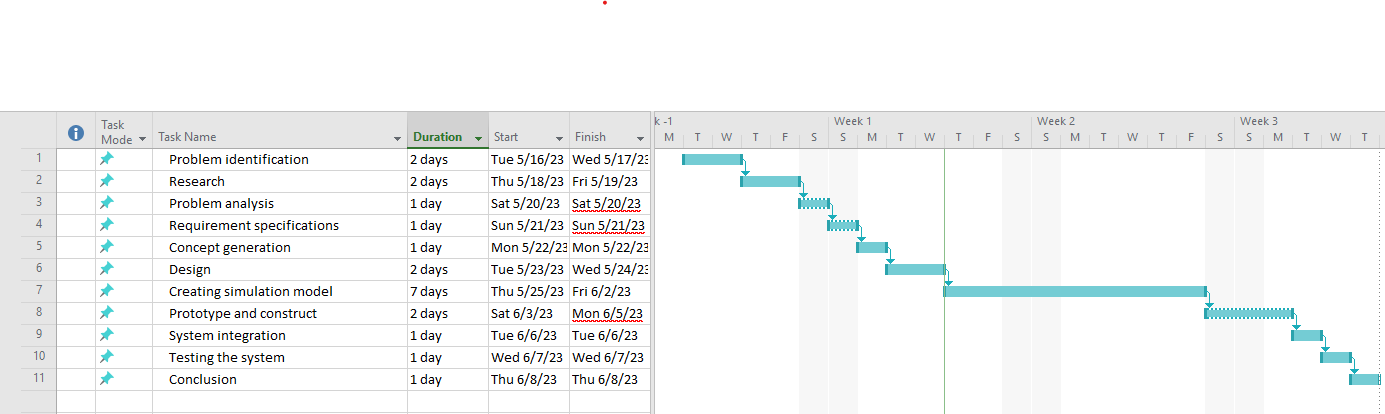 Task Mode Task Name Duration Start Finish
k -1 Week 1 Week 2 Week 3
M T W T F S S M T W T F S S M T W T F S S M T W T
1 Problem identification 2 days Tue 5/16/23 Wed 5/17/23
2 Research 2 days Thu 5/18/23 Fri 5/19/23
3 Problem analysis 1 day Sat 5/20/23 Sat 5/20/23
4 Requirement specifications 1 day Sun 5/21/23 Sun 5/21/23
5 Concept generation 1 day Mon 5/22/23 Mon 5/22/23
6 Design 2 days Tue 5/23/23 Wed 5/24/23
7 Creating simulation model 7 days Thu 5/25/23 Fri 6/2/23
8 Prototype and construct 2 days Sat 6/3/23 Mon 6/5/23
9 System integration 1 day Tue 6/6/23 Tue 6/6/23
10 Testing the system 1 day Wed 6/7/23 Wed 6/7/23
11 Conclusion 1 day Thu 6/8/23 Thu 6/8/23